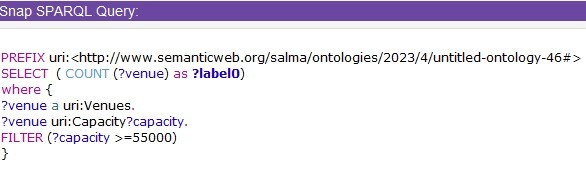 Snap SPARQL Query:
PREFIX uri:<http://www.semanticweb.org/salma/ontologies/2023/4/untitled-ontology-46#>
SELECT ( COUNT (?venue) as ?label0)
where {
?venue a uri:Venues.
?venue uri:Capacity?capacity.
FILTER (?capacity >=55000)
}